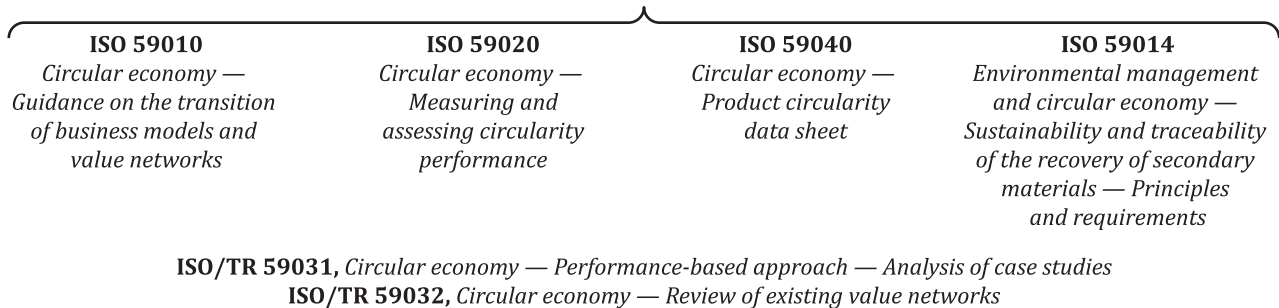 ISO 59010
Circular economy —
Guidance on the transition
of business models and
value networks
ISO 59020
Circular economy —
Measuring and
assessing circularity
performance
ISO 59040
Circular economy —
Product circularity
data sheet
ISO 59014
Environmental management
and circular economy —
Sustainability and traceability
of the recovery of secondary
materials — Principles
and requirements
ISO/TR 59031, Circular economy — Performance-based approach — Analysis of case studies
ISO/TR 59032, Circular economy — Review of existing value networks